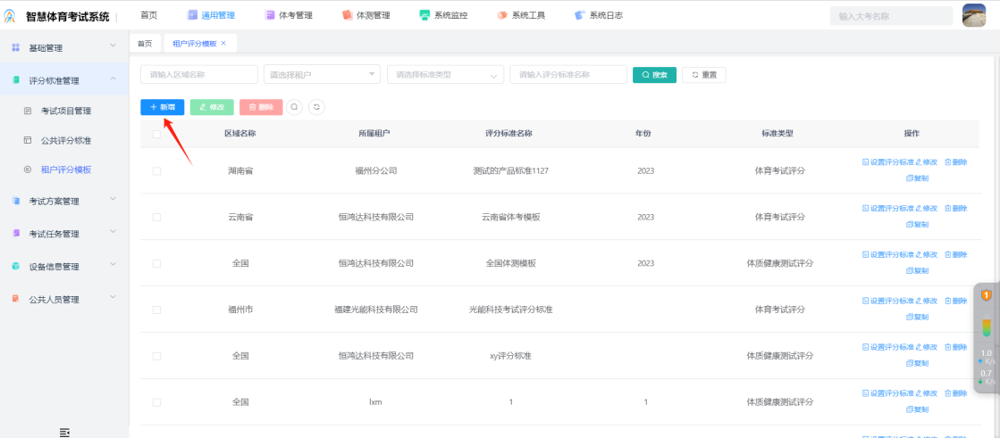 智慧体育考试系统 首页 通用管理 体考管理 体测管理 系统监控 系统工具 系统日志 输入大考名称
基础管理
评分标准管理
考试项目管理
公共评分标准
租户评分模板
考试方案管理
考试任务管理
设备信息管理
公共人员管理
首页 租户评分模板 ×
请输入区域名称 请选择租户 请选择标准类型 请输入评分标准名称 搜索 重置
+ 新增 修改 删除
区域名称 所属租户 评分标准名称 年份 标准类型 操作
湖南省 福州分公司 测试的产品标准1127 2023 体育考试评分 设置评分标准 修改 删除
复制
云南省 恒鸿达科技有限公司 云南省体考模板 2023 体育考试评分 设置评分标准 修改 删除
复制
全国 恒鸿达科技有限公司 全国体测模板 2023 体质健康测试评分 设置评分标准 修改 删除
复制
福州市 福建光能科技有限公司 光能科技考试评分标准 体育考试评分 设置评分标准 修改 删除
复制
全国 恒鸿达科技有限公司 xy评分标准 体质健康测试评分 设置评分标准 修改 删除
复制
全国 lxm 1 1 体质健康测试评分 设置评分标准 修改 删除
复制
1
1.0
K/s
0.7
K/s